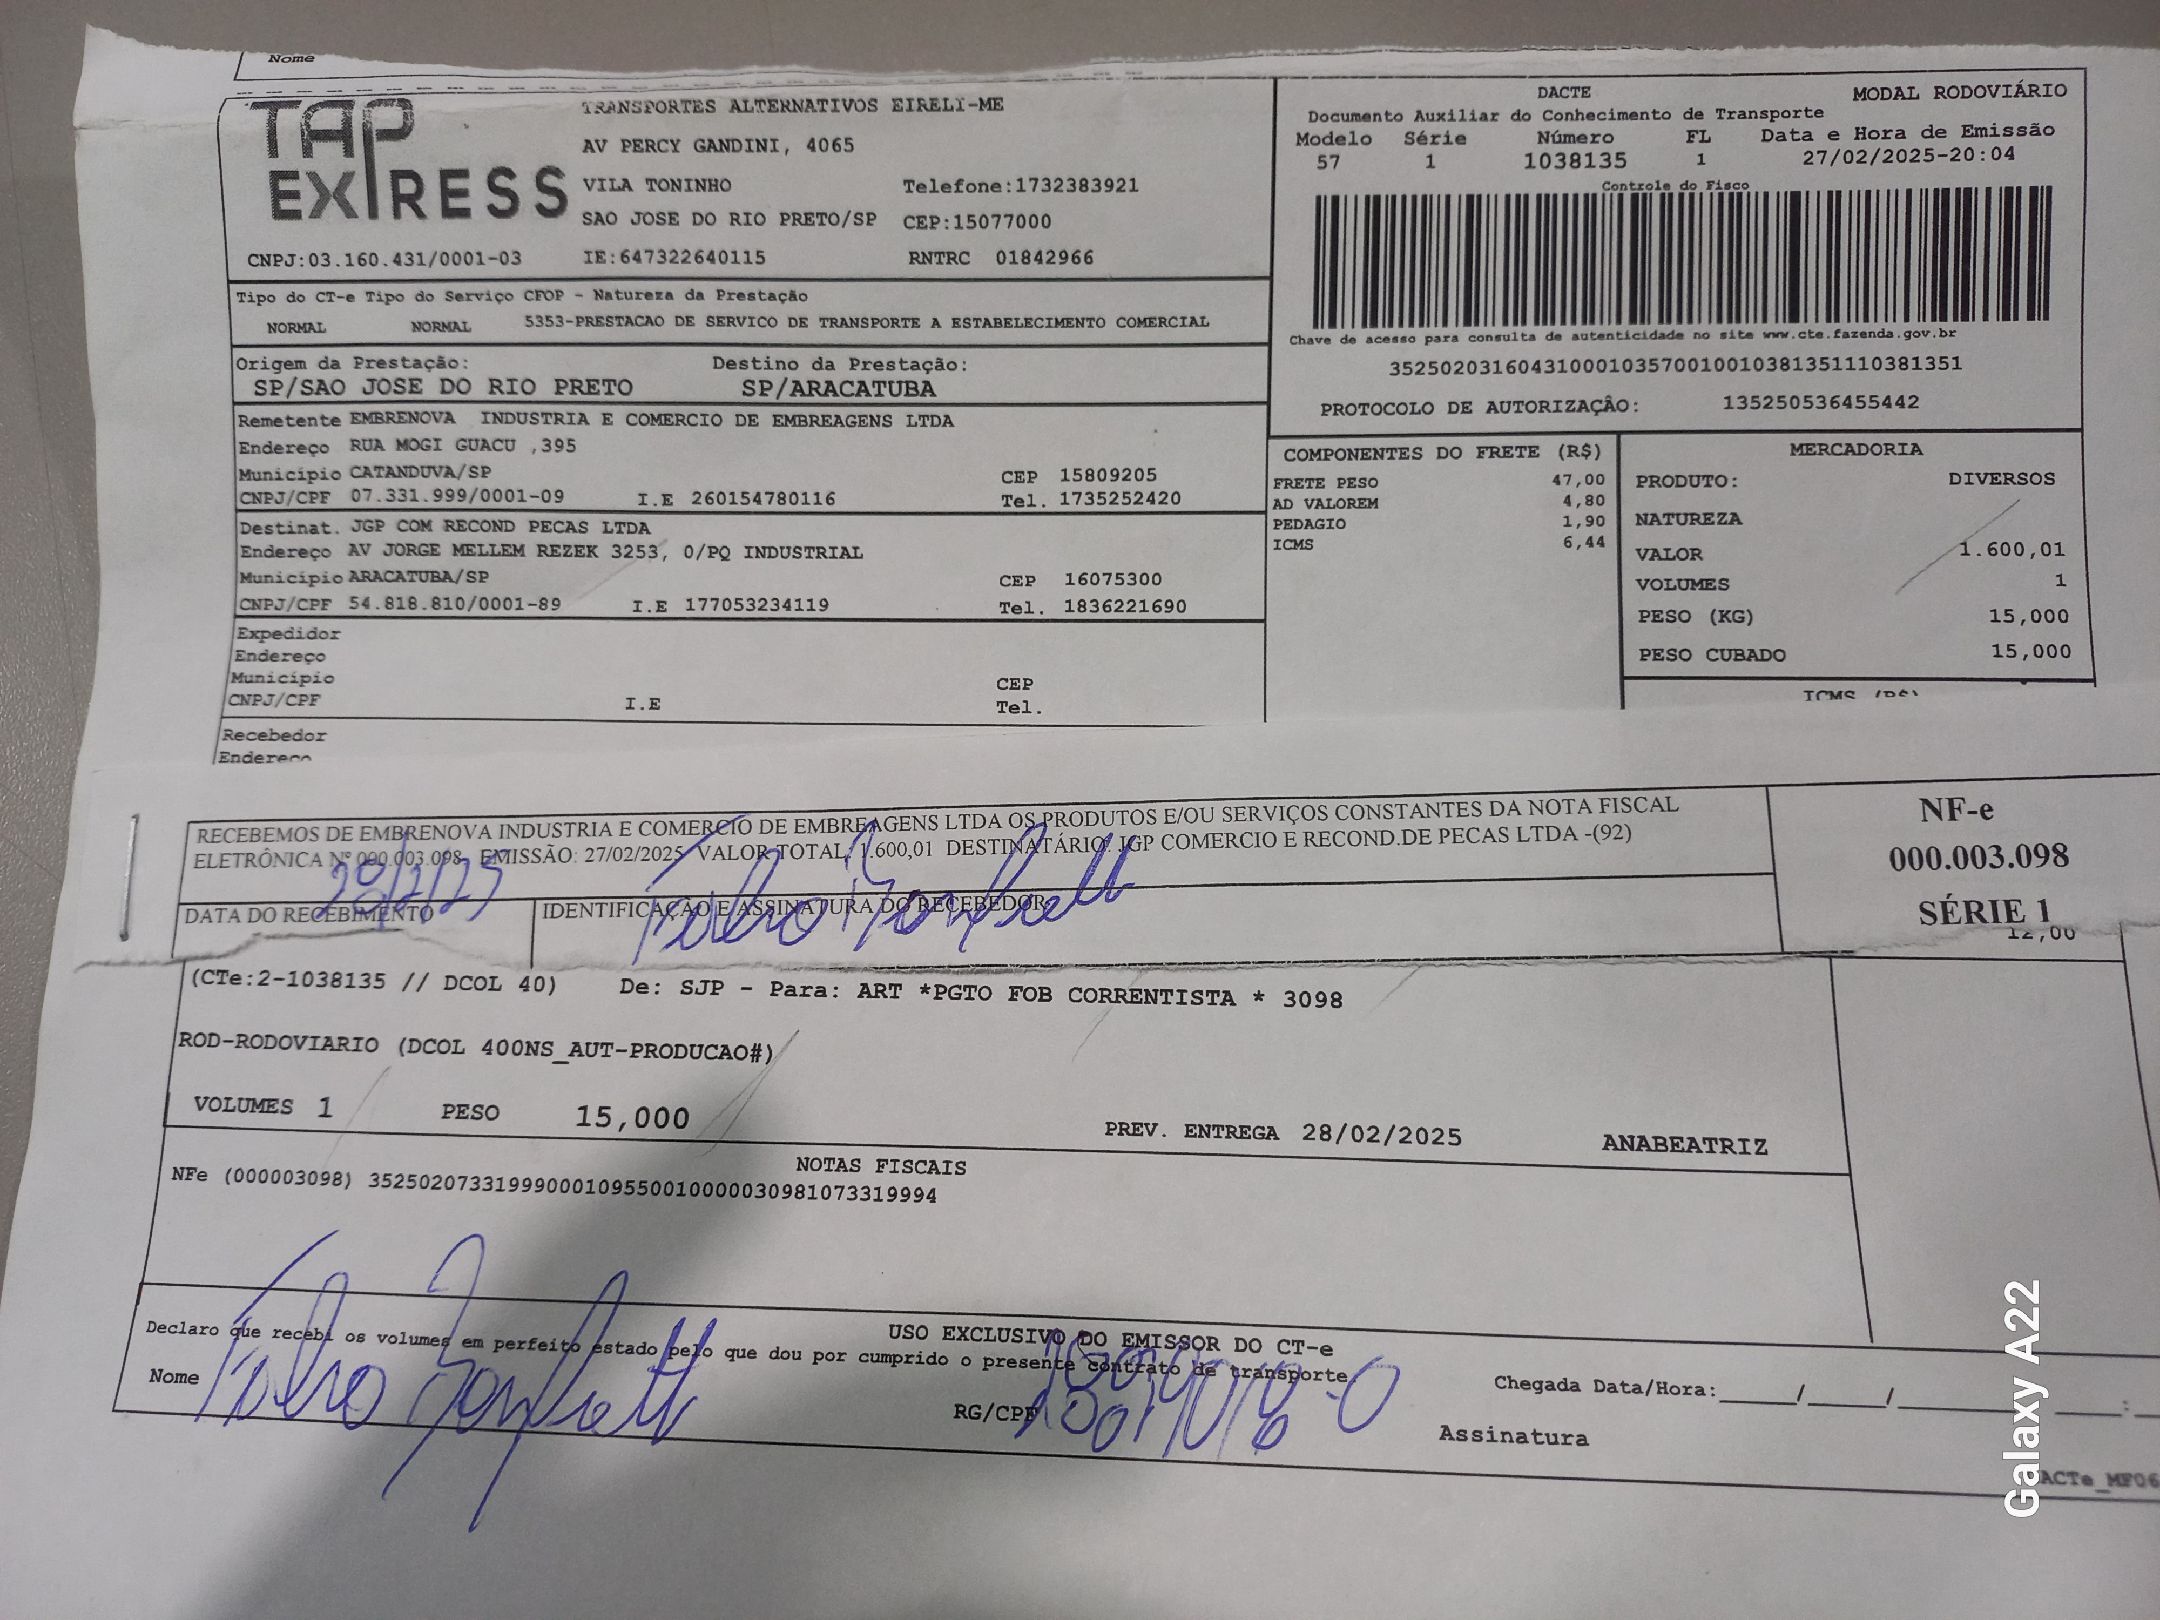 Nome
TAP EXPRESS
TRANSPORTES ALTERNATIVOS EIRELI-ME
AV PERCY GANDINI, 4065
VILA TONINHO Telefone:1732383921
SAO JOSE DO RIO PRETO/SP CEP:15077000
CNPJ:03.160.431/0001-03 IE:647322640115 RNTRC 01842966
DACTE MODAL RODOVIÁRIO
Documento Auxiliar do Conhecimento de Transporte
Modelo Série Número FL Data e Hora de Emissão
57 1 1038135 1 27/02/2025-20:04
Controle do Fisco
Chave de acesso para consulta de autenticidade no site www.cte.fazenda.gov.br
35250203160431000103570010010381351110381351
PROTOCOLO DE AUTORIZAÇÂO: 135250536455442
Tipo do CT-e Tipo do Serviço CFOP - Natureza da Prestação
NORMAL NORMAL 5353-PRESTACAO DE SERVICO DE TRANSPORTE A ESTABELECIMENTO COMERCIAL
Origem da Prestação: Destino da Prestação:
SP/SAO JOSE DO RIO PRETO SP/ARACATUBA
Remetente EMBRENOVA INDUSTRIA E COMERCIO DE EMBREAGENS LTDA
Endereço RUA MOGI GUACU ,395
Município CATANDUVA/SP CEP 15809205
CNPJ/CPF 07.331.999/0001-09 I.E 260154780116 Tel. 1735252420
Destinat. JGP COM RECOND PECAS LTDA
Endereço AV JORGE MELLEM REZEK 3253, 0/PQ INDUSTRIAL
Município ARACATUBA/SP CEP 16075300
CNPJ/CPF 54.818.810/0001-89 I.E 177053234119 Tel. 1836221690
Expedidor
Endereço
Município CEP
CNPJ/CPF I.E Tel.
Recebedor
Endereço
COMPONENTES DO FRETE (R$)
FRETE PESO 47,00
AD VALOREM 4,80
PEDAGIO 1,90
ICMS 6,44
MERCADORIA
PRODUTO: DIVERSOS
NATUREZA
VALOR 1.600,01
VOLUMES 1
PESO (KG) 15,000
PESO CUBADO 15,000
ICMS (R$)
RECEBEMOS DE EMBRENOVA INDUSTRIA E COMERCIO DE EMBREAGENS LTDA OS PRODUTOS E/OU SERVIÇOS CONSTANTES DA NOTA FISCAL
ELETRÔNICA Nº 000.003.098 EMISSÃO: 27/02/2025 VALOR TOTAL: 1.600,01 DESTINATÁRIO: JGP COMERCIO E RECOND.DE PECAS LTDA -(92)
28/2/25
DATA DO RECEBIMENTO IDENTIFICAÇÃO E ASSINATURA DO RECEBEDOR
NF-e
000.003.098
SÉRIE 1
12,00
(CTe:2-1038135 // DCOL 40) De: SJP - Para: ART *PGTO FOB CORRENTISTA * 3098
ROD-RODOVIARIO (DCOL 400NS_AUT-PRODUCAO#)
VOLUMES 1 PESO 15,000
PREV. ENTREGA 28/02/2025 ANABEATRIZ
NOTAS FISCAIS
NFe (000003098) 35250207331999000109550010000030981073319994
USO EXCLUSIVO DO EMISSOR DO CT-e
Declaro que recebi os volumes em perfeito estado pelo que dou por cumprido o presente contrato de transporte.
Nome RG/CPF Assinatura
Chegada Data/Hora:_____/_____/_____ ____:__
ACTe_MF06
Galaxy A22